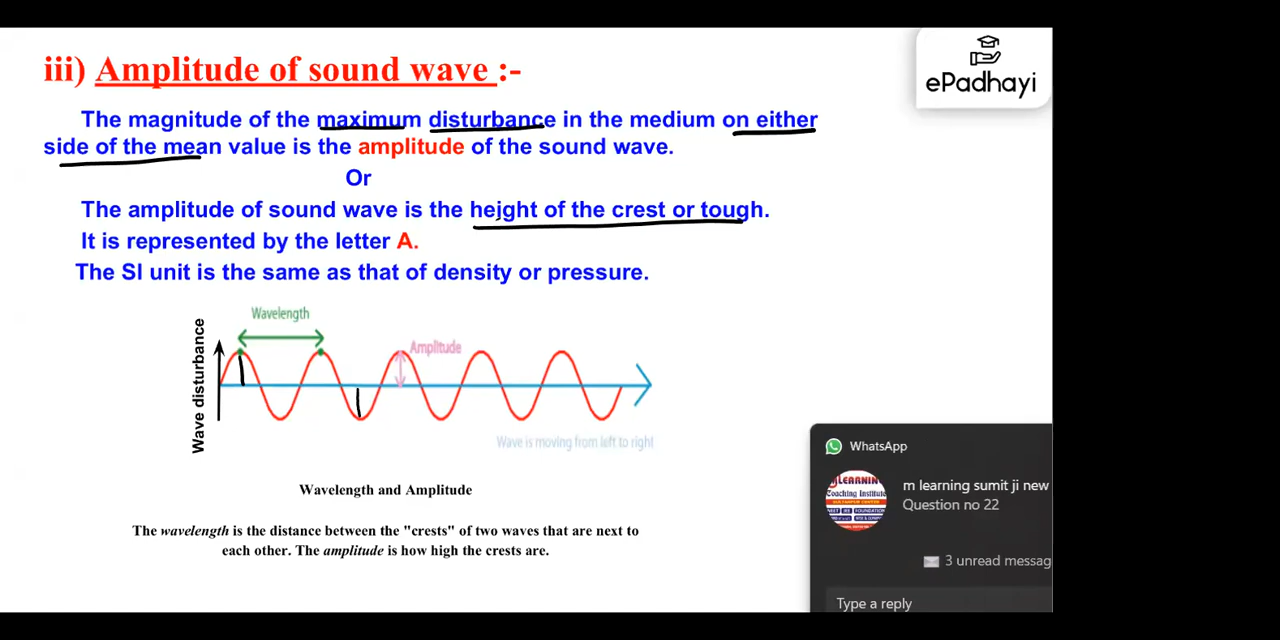 iii) Amplitude of sound wave :-
ePadhayi
The magnitude of the maximum disturbance in the medium on either
side of the mean value is the amplitude of the sound wave.
Or
The amplitude of sound wave is the height of the crest or tough.
It is represented by the letter A.
The SI unit is the same as that of density or pressure.
Wavelength
Amplitude
Wave disturbance
Wave is moving from left to right
Wavelength and Amplitude
The wavelength is the distance between the "crests" of two waves that are next to
each other. The amplitude is how high the crests are.
WhatsApp
LEARNIN
Coaching Institute
m learning sumit ji new
Question no 22
3 unread messag
Type a reply